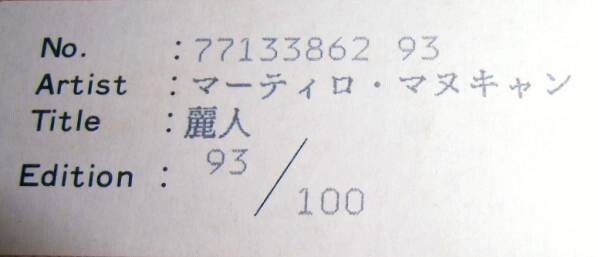 No. :77133862 93
Artist :マーティロ・マヌキャン
Title :麗人
Edition : 93/100